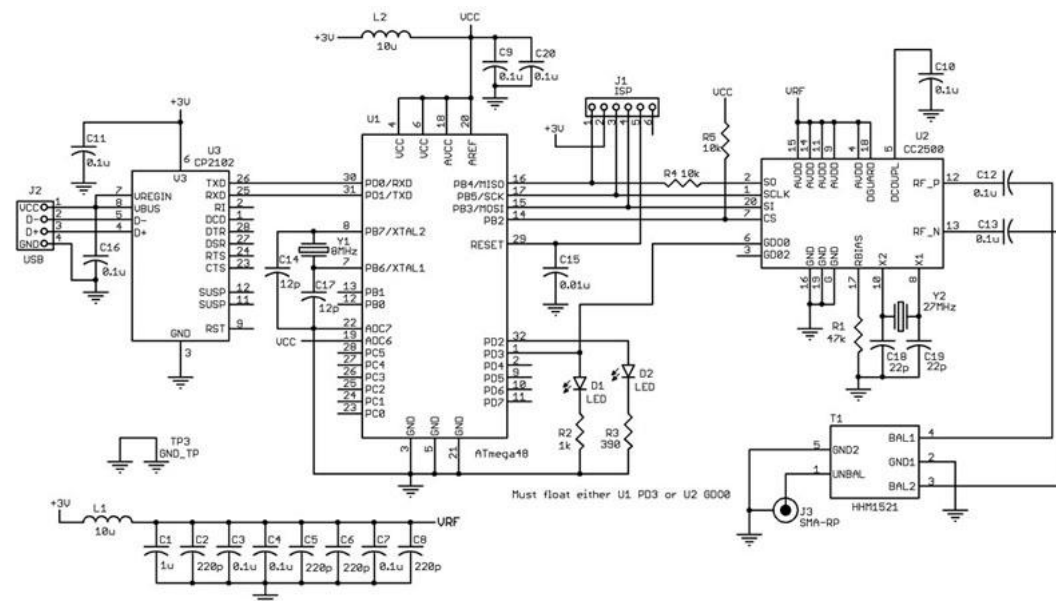 L2
10u
+3V
VCC
C9
0.1u
C20
0.1u
+3V
C11
0.1u
U3
CP2102
6
V3
J2
VCC 1
D- 2
D+ 3
GND 4
USB
7 VREGIN
8 VBUS
5 D-
4 D+
C16
0.1u
TXD 26
RXD 25
RI 2
DCD 1
DTR 28
DSR 27
RTS 24
CTS 23
SUSP 12
SUSP 11
RST 9
GND
3
U1
4 6 18 20
VCC VCC AVCC AREF
30 PD0/RXD
31 PD1/TXD
8 PB7/XTAL2
7 PB6/XTAL1
13 PB1
12 PB0
22 ADC7
19 ADC6
28 PC5
27 PC4
26 PC3
25 PC2
24 PC1
23 PC0
Y1
8MHz
C14
12p
C17
12p
VCC
PB4/MISO 16
PB5/SCK 17
PB3/MOSI 15
PB2 14
RESET 29
PD2 32
PD3 1
PD4 2
PD5 9
PD6 10
PD7 11
GND GND GND
3 5 21
ATmega48
J1
ISP
1 2 3 4 5 6
+3V
R4 10k
VCC
R5
10k
C15
0.01u
D1
LED
D2
LED
R2
1k
R3
390
Must float either U1 PD3 or U2 GDO0
VRF
C10
0.1u
U2
CC2500
15 14 11 9 4 18 5
AVDD AVDD AVDD AVDD AVDD DGUARD DCOUPL
2 SO
1 SCLK
20 SI
7 CS
6 GDO0
3 GDO2
RF_P 12
RF_N 13
C12
0.1u
C13
0.1u
GND GND GND RBIAS X2 X1
16 19 G 17 10 8
Y2
27MHz
R1
47k
C18
22p
C19
22p
T1
5 GND2
1 UNBAL
BAL1 4
GND1 2
BAL2 3
HHM1521
J3
SMA-RP
TP3
GND_TP
+3V
L1
10u
VRF
C1
1u
C2
220p
C3
0.1u
C4
0.1u
C5
220p
C6
220p
C7
0.1u
C8
220p